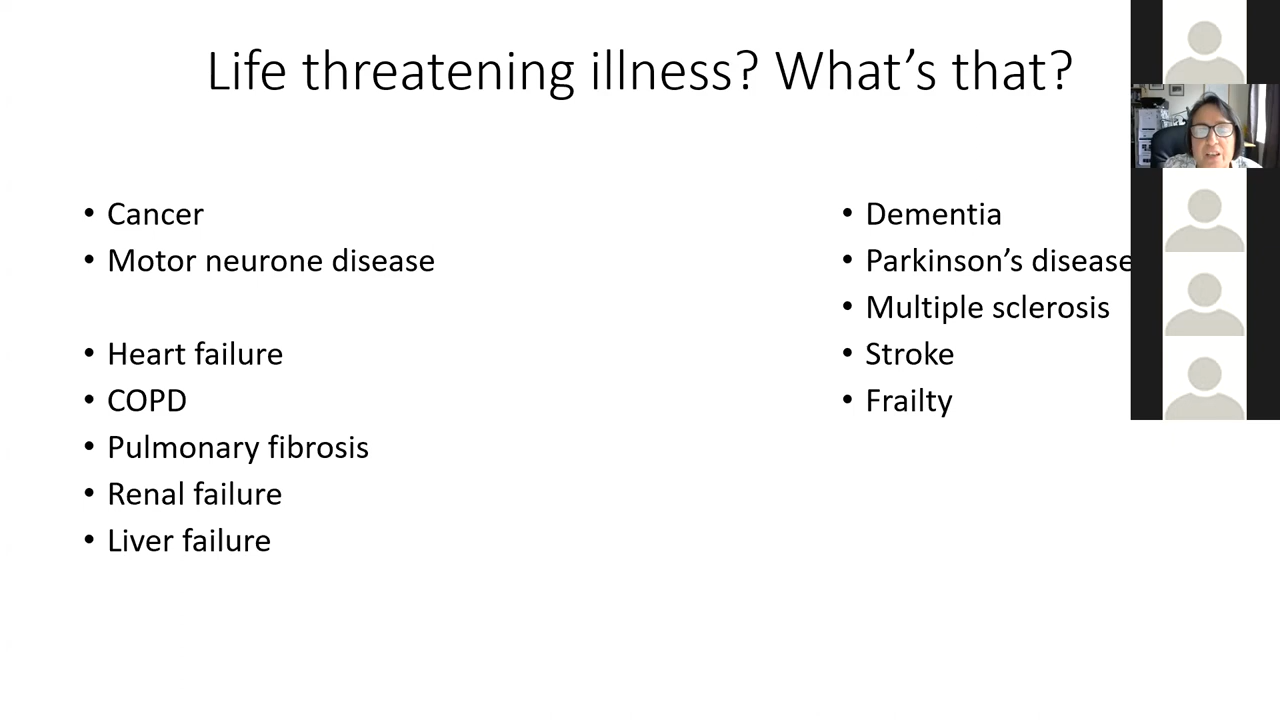 Life threatening illness? What’s that?
• Cancer
• Motor neurone disease
• Heart failure
• COPD
• Pulmonary fibrosis
• Renal failure
• Liver failure
• Dementia
• Parkinson’s disease
• Multiple sclerosis
• Stroke
• Frailty